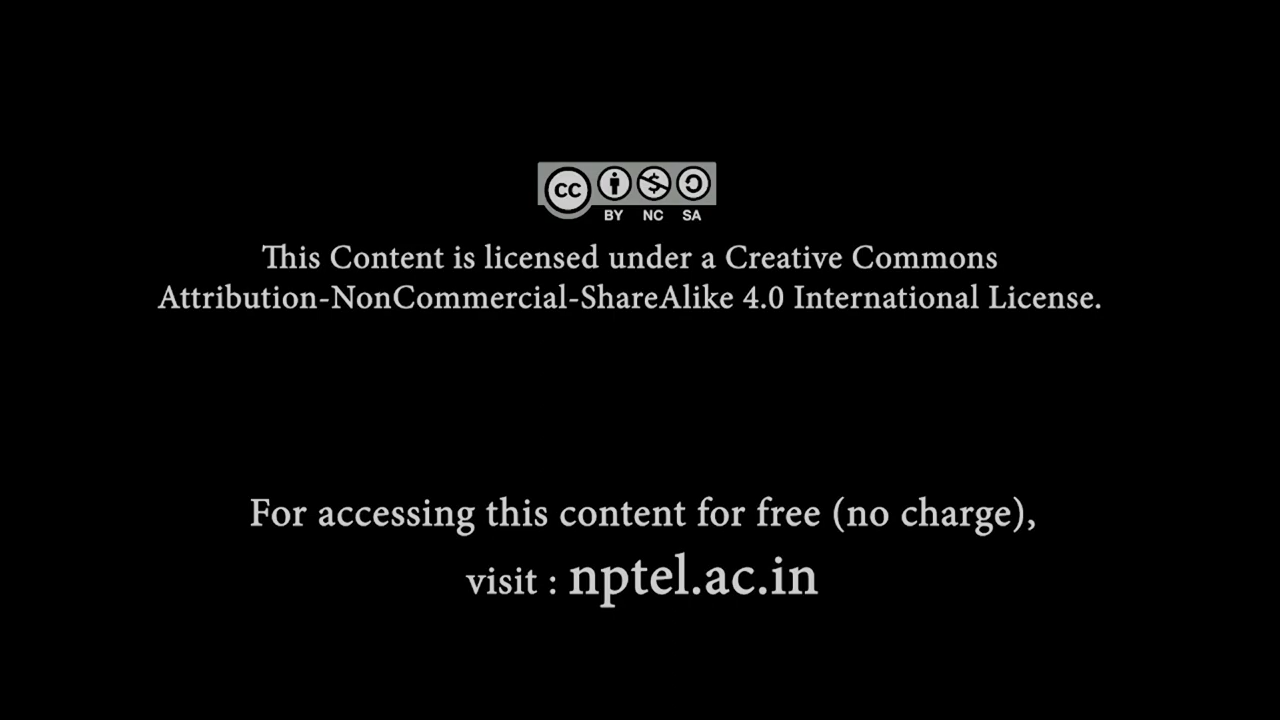 cc
BY NC SA
This Content is licensed under a Creative Commons
Attribution-NonCommercial-ShareAlike 4.0 International License.
For accessing this content for free (no charge),
visit : nptel.ac.in